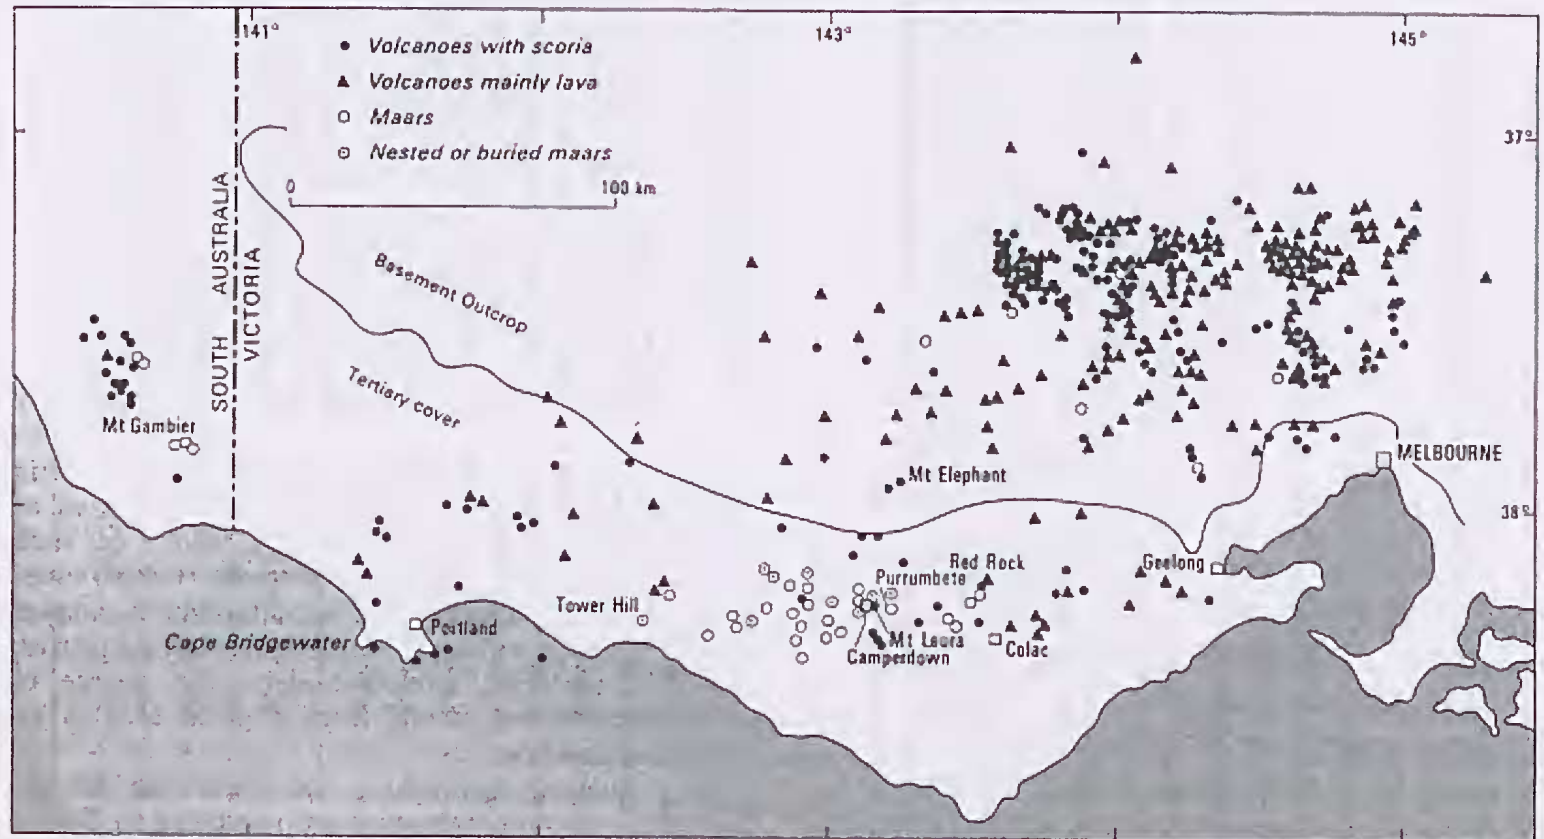 141°
143°
145°
Volcanoes with scoria
Volcanoes mainly lava
Maars
Nested or buried maars
0 100 km
37°
SOUTH AUSTRALIA
VICTORIA
Basement Outcrop
Tertiary cover
Mt Gambier
MELBOURNE
Mt Elephant
38°
Geelong
Red Rock
Purrumbete
Tower Hill
Portland
Cape Bridgewater
Mt Leura
Camperdown
Colac